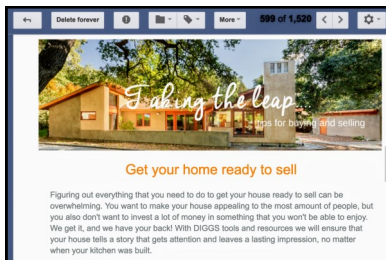 Delete forever More 599 of 1,520
Taking the leap...
tips for buying and selling
Get your home ready to sell
Figuring out everything that you need to do to get your house ready to sell can be
overwhelming. You want to make your house appealing to the most amount of people, but
you also don't want to invest a lot of money in something that you won't be able to enjoy.
We get it, and we have your back! With DIGGS tools and resources we will ensure that
your house tells a story that gets attention and leaves a lasting impression, no matter
when your kitchen was built.